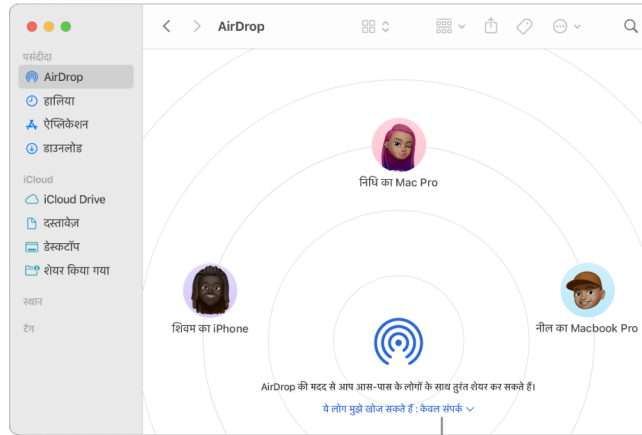 AirDrop
पसंदीदा
AirDrop
हालिया
ऐप्लिकेशन
डाउनलोड
iCloud
iCloud Drive
दस्तावेज़
डेस्कटॉप
शेयर किया गया
स्थान
टैग
निधि का Mac Pro
शिवम का iPhone
नील का Macbook Pro
AirDrop की मदद से आप आस-पास के लोगों के साथ तुरंत शेयर कर सकते हैं।
ये लोग मुझे खोज सकते हैं : केवल संपर्क